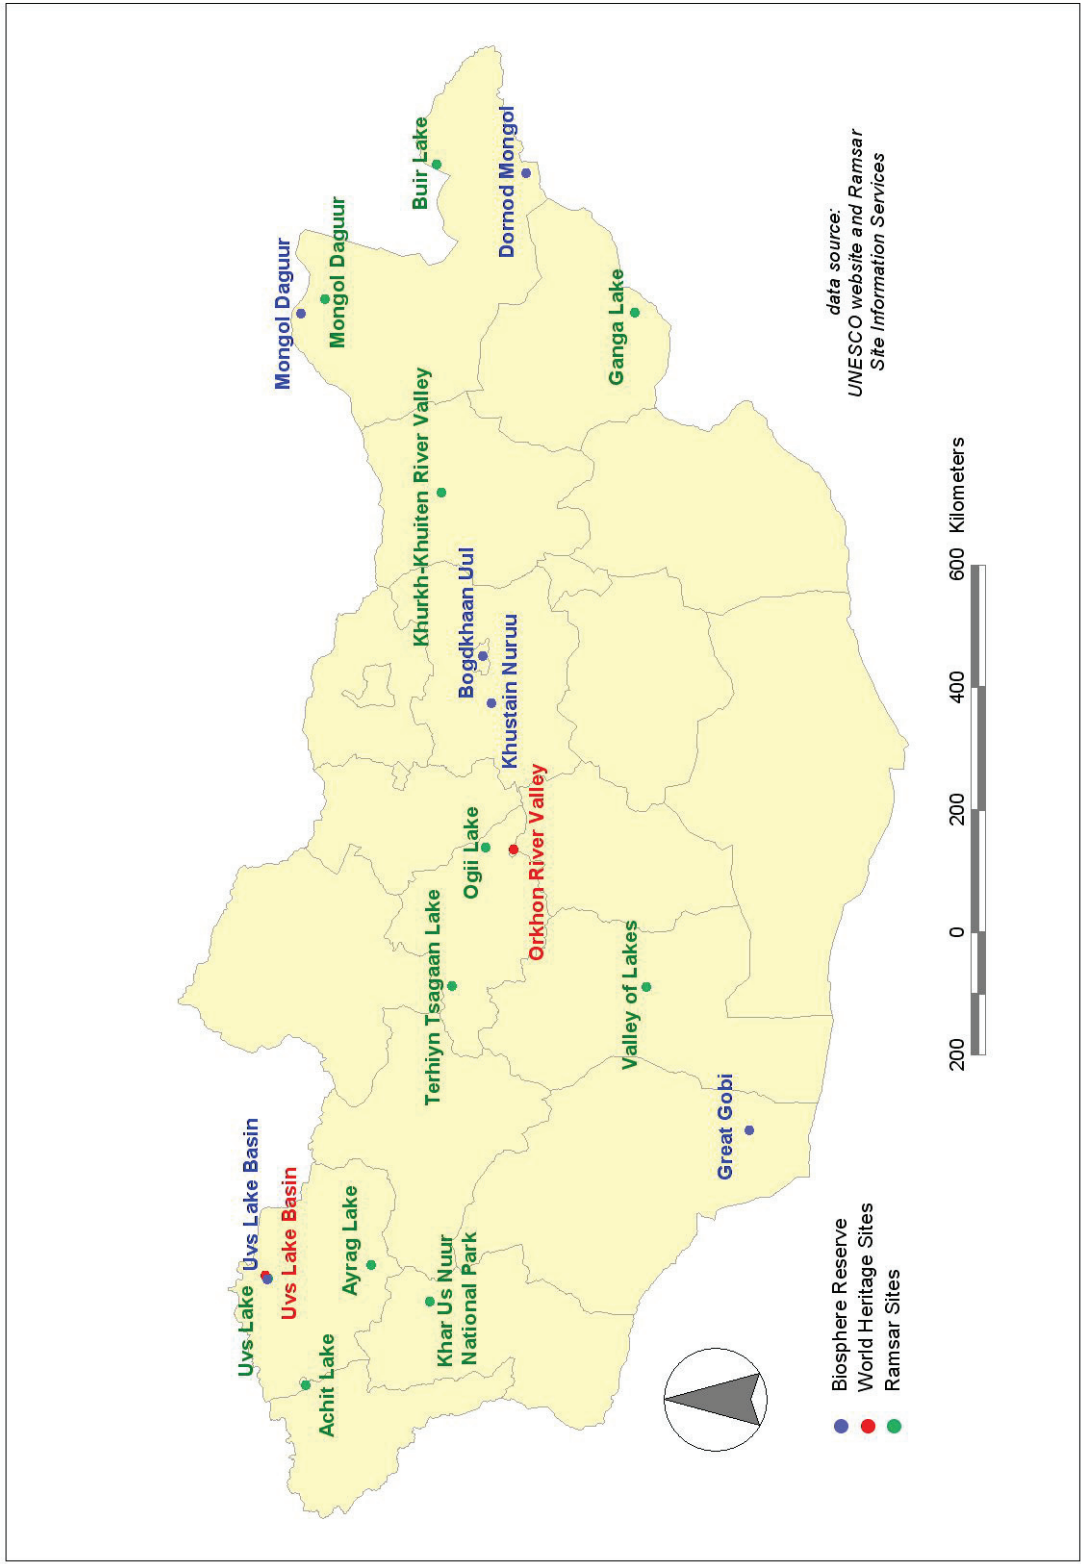 Uvs Lake
Uvs Lake Basin
Uvs Lake Basin
Achit Lake
Ayrag Lake
Khar Us Nuur
National Park
Terhiyn Tsagaan Lake
Ogii Lake
Orkhon River Valley
Valley of Lakes
Great Gobi
Bogdkhaan Uul
Khustain Nuruu
Khurkh-Khuiten River Valley
Mongol Daguur
Mongol Daguur
Buir Lake
Dornod Mongol
Ganga Lake
Biosphere Reserve
World Heritage Sites
Ramsar Sites
200 0 200 400 600 Kilometers
data source:
UNESCO website and Ramsar
Site Information Services